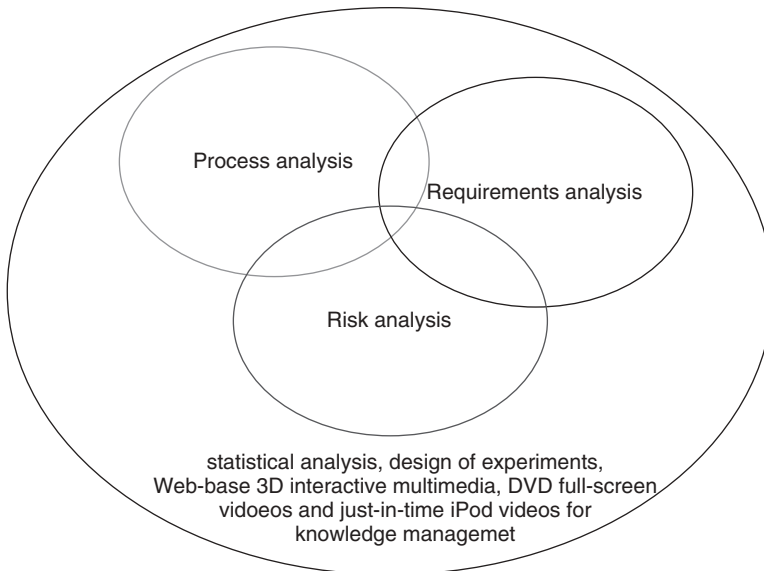 Process analysis
Requirements analysis
Risk analysis
statistical analysis, design of experiments,
Web-base 3D interactive multimedia, DVD full-screen
vidoeos and just-in-time iPod videos for
knowledge managemet